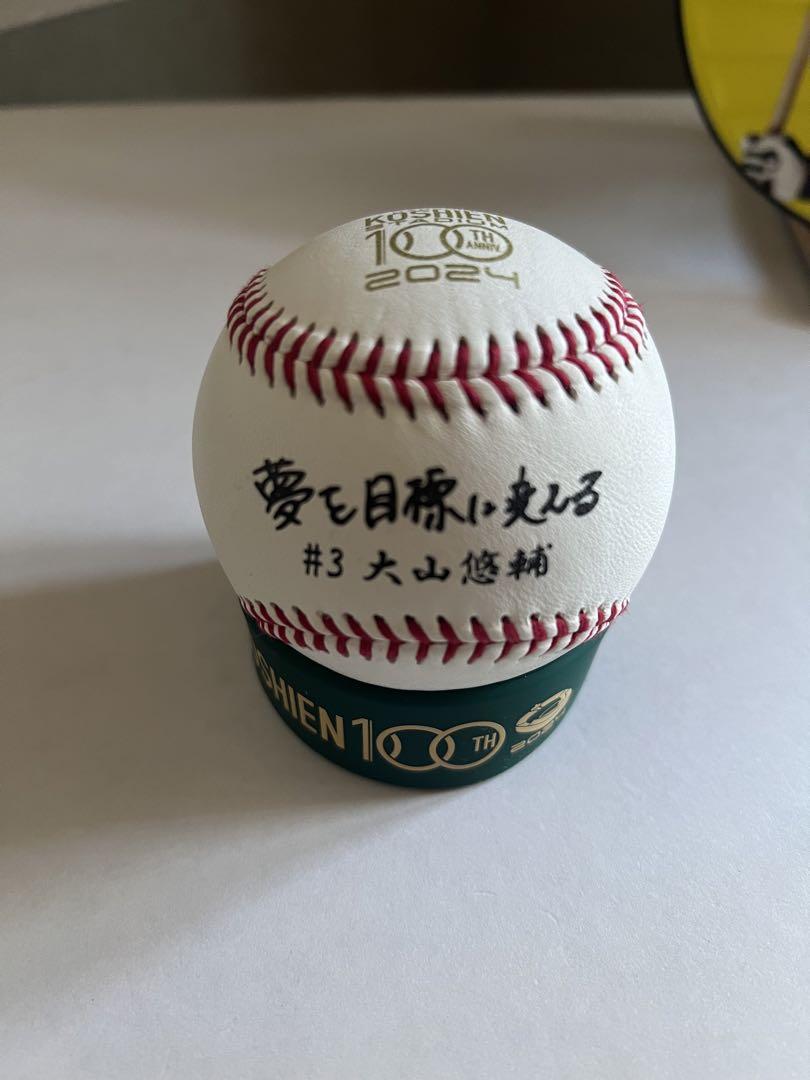 KOSHIEN
STADIUM
100TH
ANNIV.
2024
夢を目標に変える
#3 大山悠輔
SHIEN 100TH